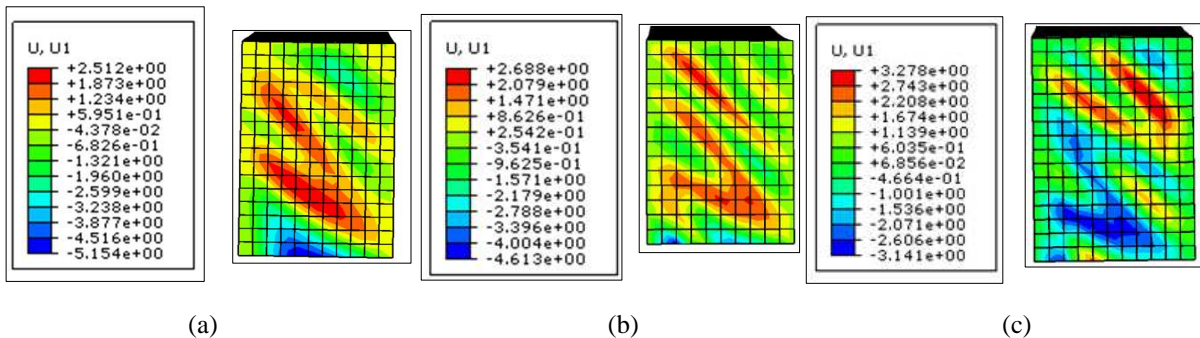 U, U1
+2.512e+00
+1.873e+00
+1.234e+00
+5.951e-01
-4.378e-02
-6.826e-01
-1.321e+00
-1.960e+00
-2.599e+00
-3.238e+00
-3.877e+00
-4.516e+00
-5.154e+00
(a)
U, U1
+2.688e+00
+2.079e+00
+1.471e+00
+8.626e-01
+2.542e-01
-3.541e-01
-9.625e-01
-1.571e+00
-2.179e+00
-2.788e+00
-3.396e+00
-4.004e+00
-4.613e+00
(b)
U, U1
+3.278e+00
+2.743e+00
+2.208e+00
+1.674e+00
+1.139e+00
+6.035e-01
+6.856e-02
-4.664e-01
-1.001e+00
-1.536e+00
-2.071e+00
-2.606e+00
-3.141e+00
(c)